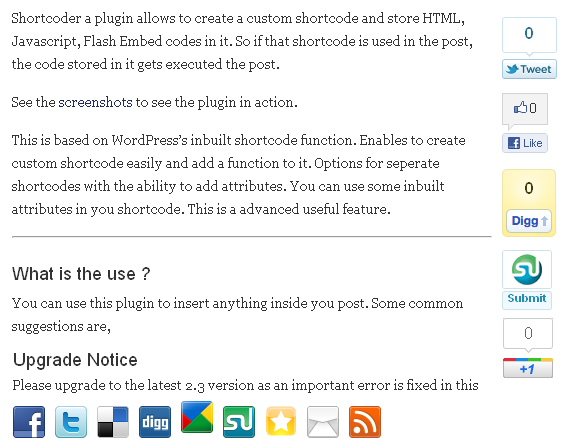 Shortcoder a plugin allows to create a custom shortcode and store HTML,
Javascript, Flash Embed codes in it. So if that shortcode is used in the post,
the code stored in it gets executed the post.
See the screenshots to see the plugin in action.
This is based on WordPress's inbuilt shortcode function. Enables to create
custom shortcode easily and add a function to it. Options for seperate
shortcodes with the ability to add attributes. You can use some inbuilt
attributes in you shortcode. This is a advanced useful feature.
What is the use ?
You can use this plugin to insert anything inside you post. Some common
suggestions are,
Upgrade Notice
Please upgrade to the latest 2.3 version as an important error is fixed in this
0
Tweet
0
Like
0
Digg
SU
Submit
0
+1
f
t
digg
SU